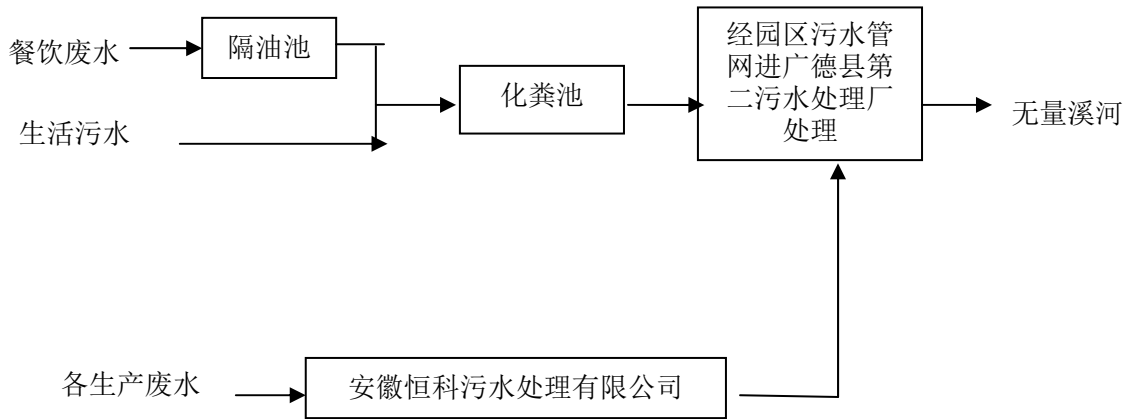 餐饮废水
隔油池
生活污水
化粪池
经园区污水管
网进广德县第
二污水处理厂
处理
无量溪河
各生产废水
安徽恒科污水处理有限公司